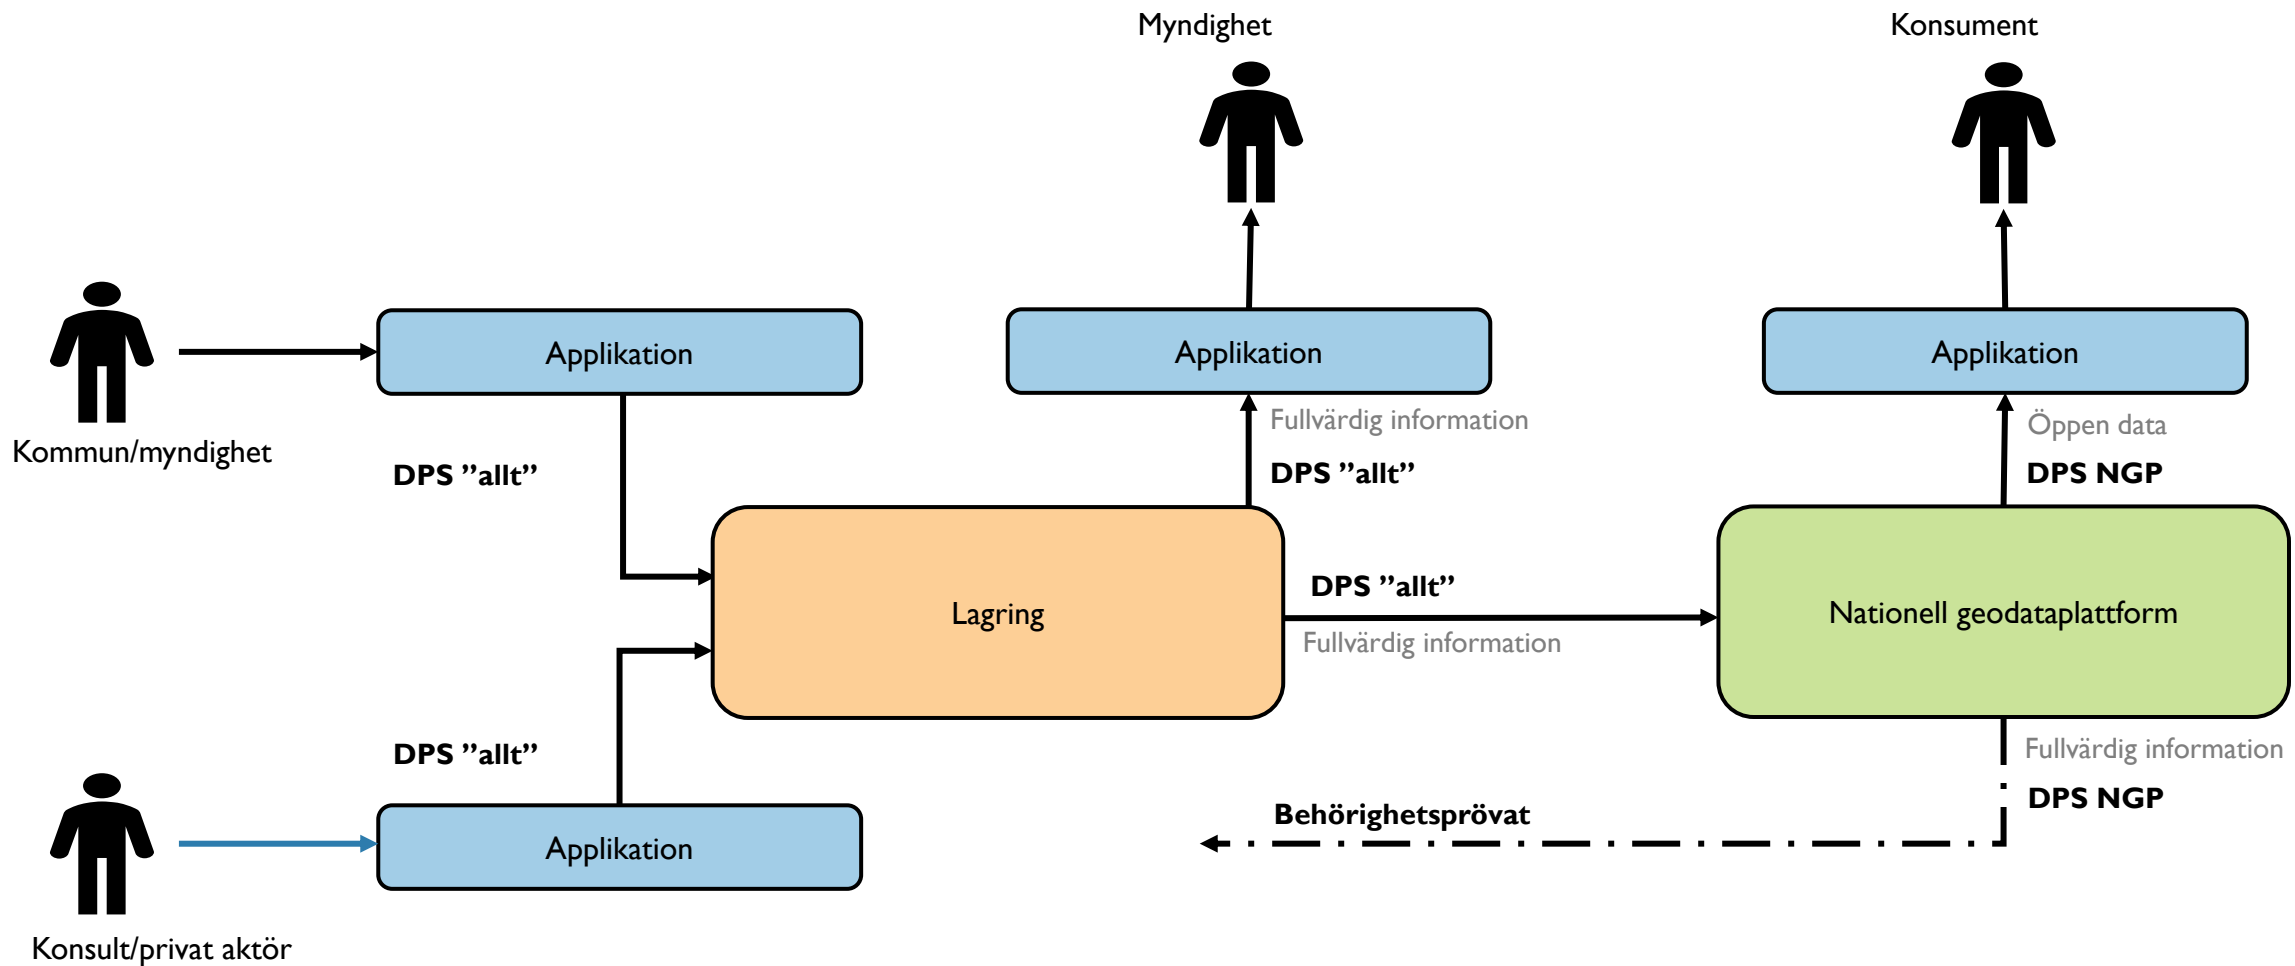 Myndighet
Konsument
Applikation
Applikation
Applikation
Kommun/myndighet
Fullvärdig information
Öppen data
DPS ”allt”
DPS ”allt”
DPS NGP
Lagring
DPS ”allt”
Fullvärdig information
Nationell geodataplattform
DPS ”allt”
Fullvärdig information
DPS NGP
Behörighetsprövat
Applikation
Konsult/privat aktör